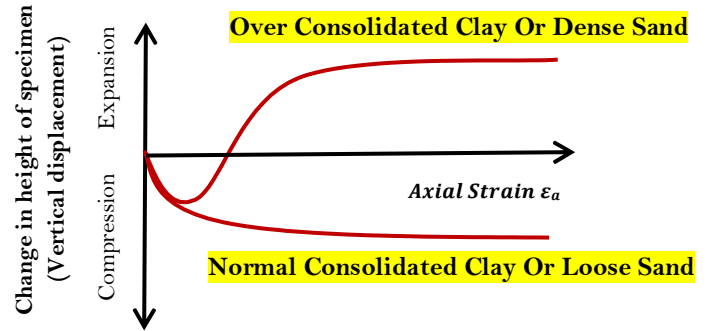 Over Consolidated Clay Or Dense Sand
Change in height of specimen
(Vertical displacement)
Expansion
Compression
Axial Strain εₐ
Normal Consolidated Clay Or Loose Sand